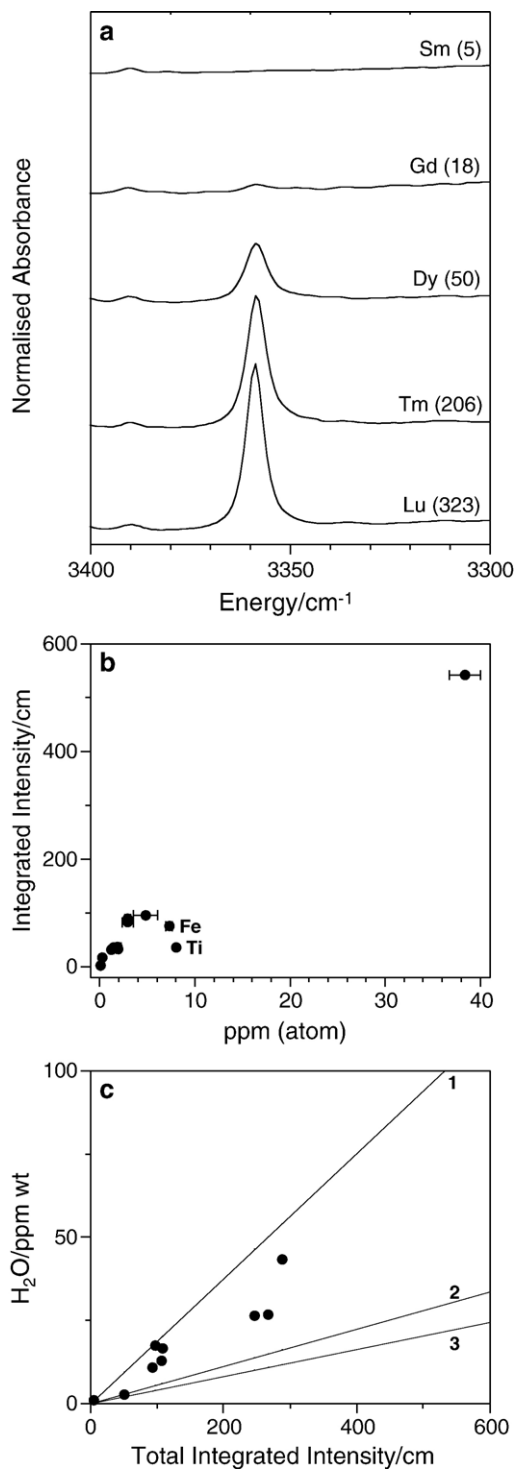 a
Sm (5)
Gd (18)
Dy (50)
Tm (206)
Lu (323)
Normalised Absorbance
3400 3350 3300
Energy/cm⁻¹
b
600
400
200
0
Integrated Intensity/cm
Fe
Ti
0 10 20 30 40
ppm (atom)
c
100
50
0
H₂O/ppm wt
1
2
3
0 200 400 600
Total Integrated Intensity/cm